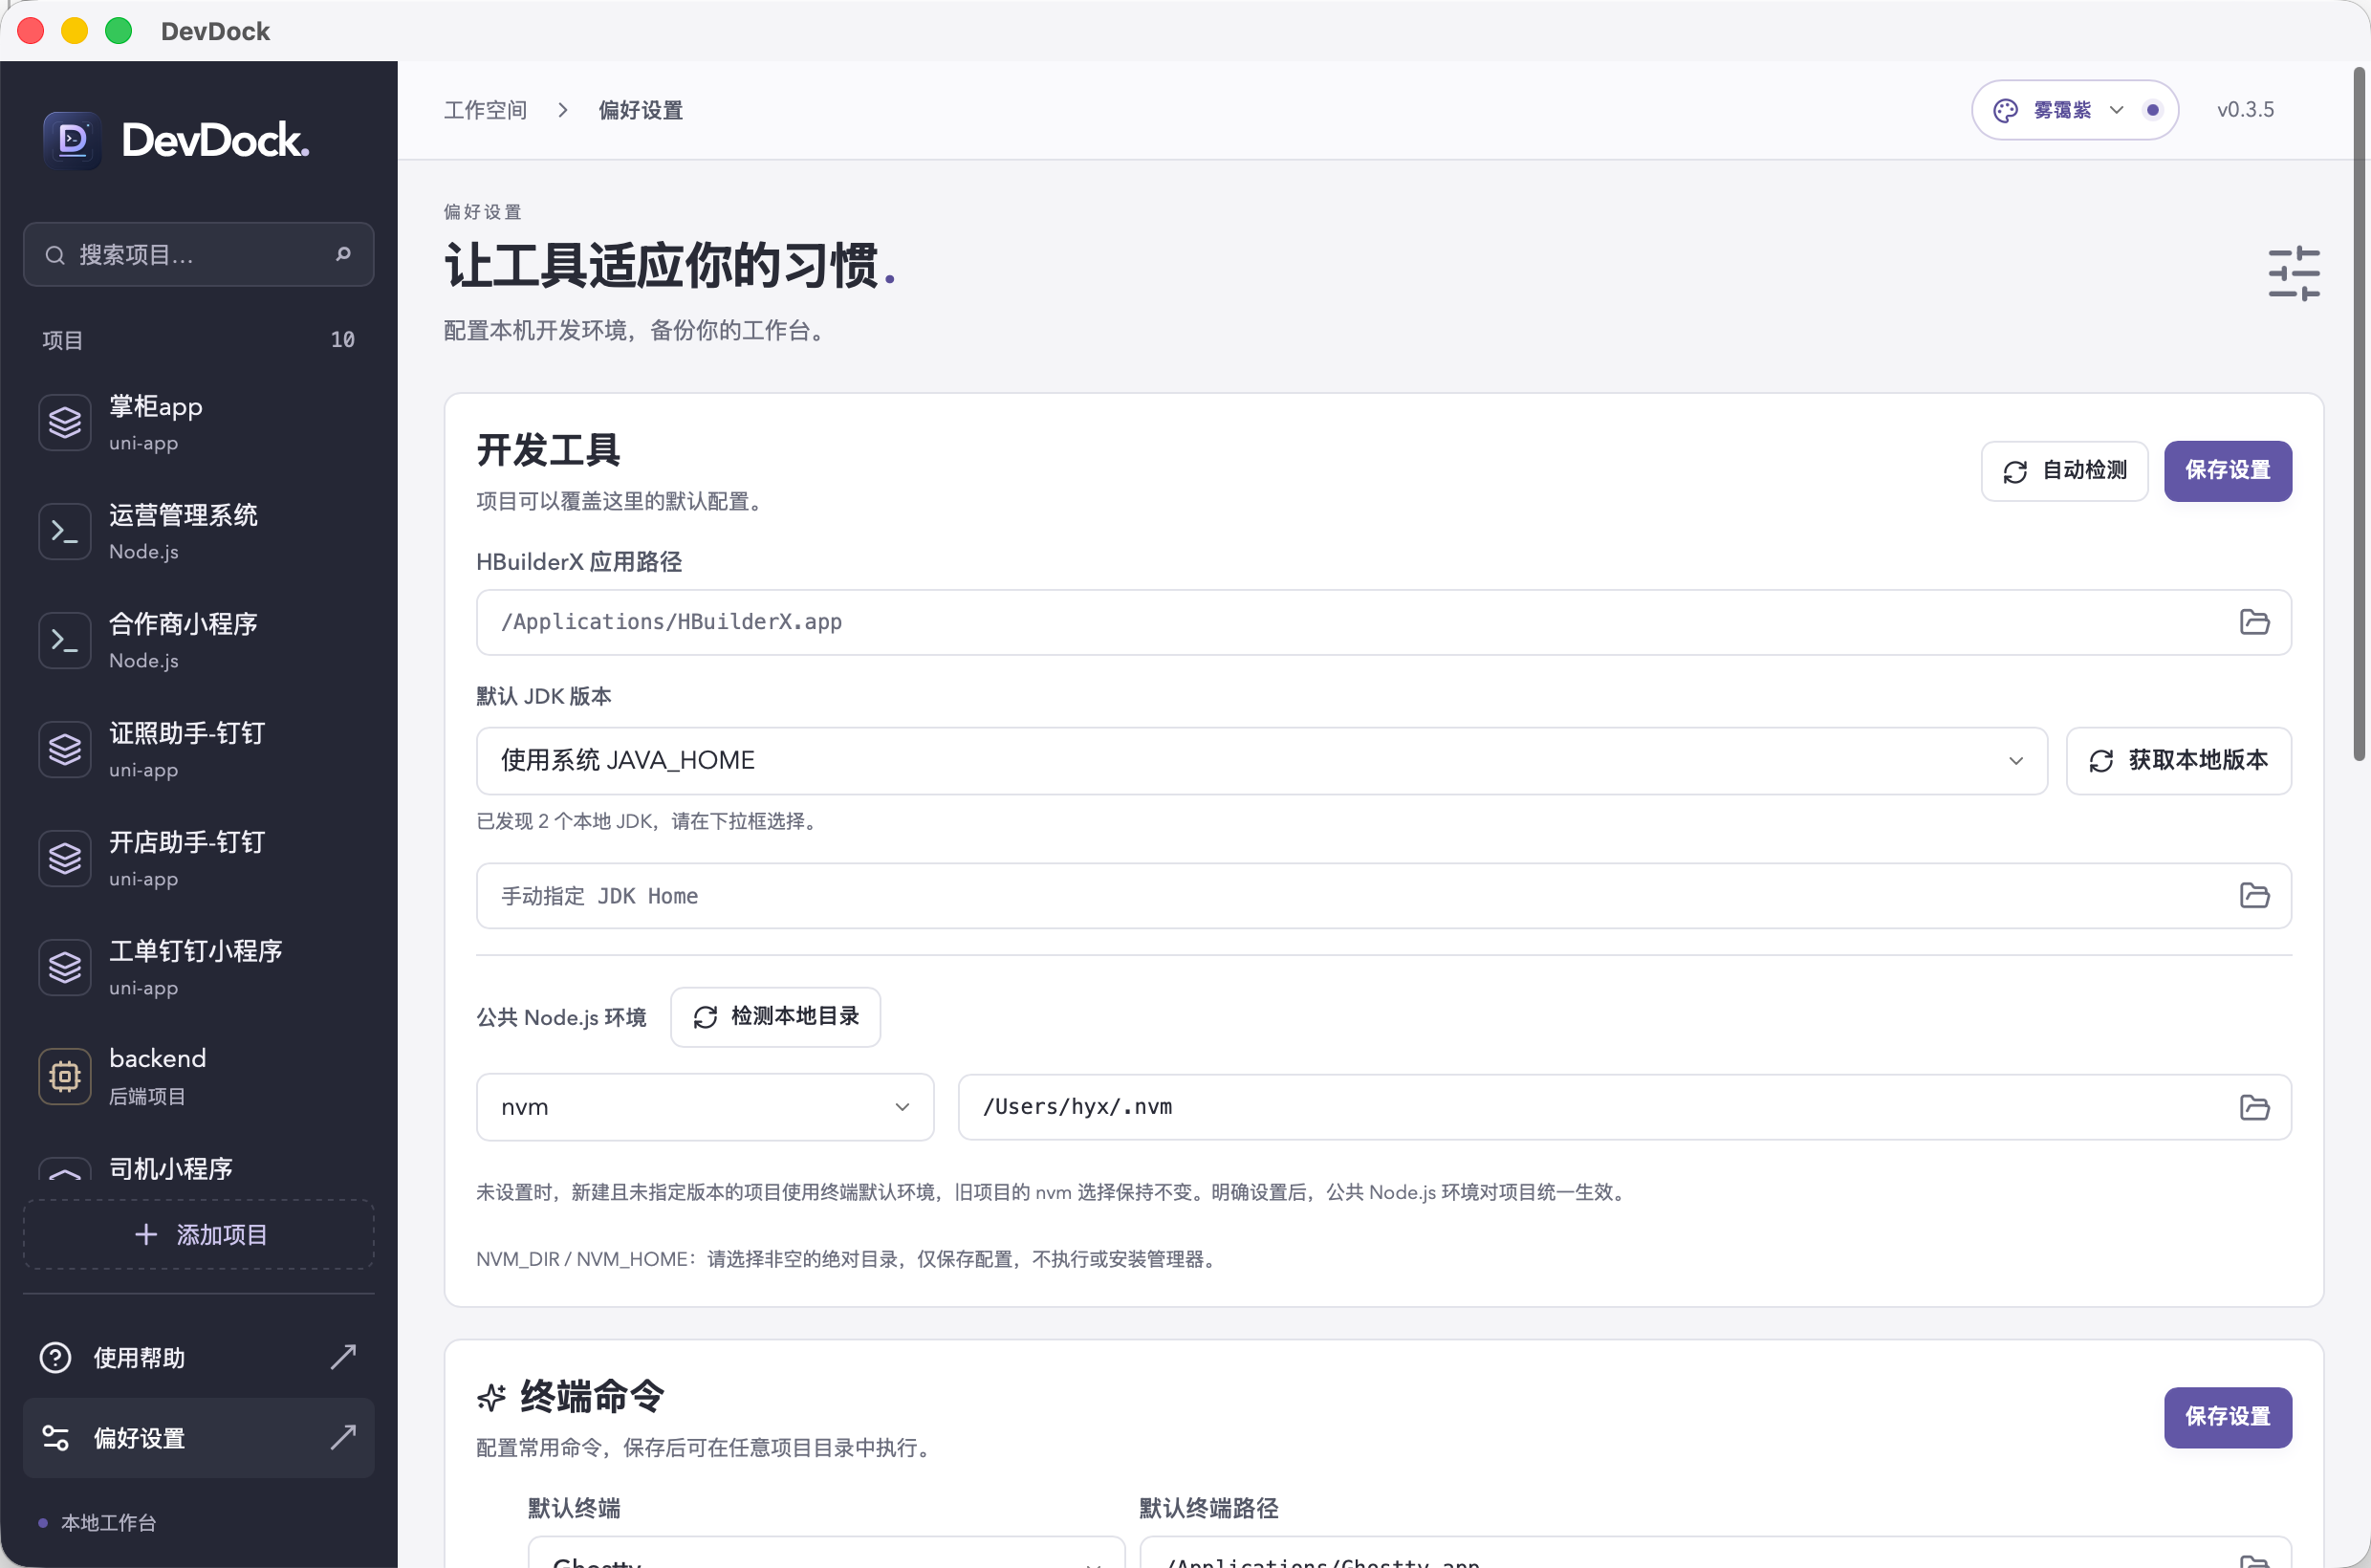 DevDock
DevDock.
搜索项目...
项目 10
掌柜app
uni-app
运营管理系统
Node.js
合作商小程序
Node.js
证照助手-钉钉
uni-app
开店助手-钉钉
uni-app
工单钉钉小程序
uni-app
backend
后端项目
司机小程序
添加项目
使用帮助
偏好设置
本地工作台
工作空间 > 偏好设置
雾霭紫
v0.3.5
偏好设置
让工具适应你的习惯.
配置本机开发环境，备份你的工作台。
开发工具
项目可以覆盖这里的默认配置。
自动检测
保存设置
HBuilderX 应用路径
/Applications/HBuilderX.app
默认 JDK 版本
使用系统 JAVA_HOME
获取本地版本
已发现 2 个本地 JDK，请在下拉框选择。
手动指定 JDK Home
公共 Node.js 环境
检测本地目录
nvm
/Users/hyx/.nvm
未设置时，新建且未指定版本的项目使用终端默认环境，旧项目的 nvm 选择保持不变。明确设置后，公共 Node.js 环境对项目统一生效。
NVM_DIR / NVM_HOME：请选择非空的绝对目录，仅保存配置，不执行或安装管理器。
终端命令
配置常用命令，保存后可在任意项目目录中执行。
保存设置
默认终端
默认终端路径
Ghostty
/Applications/Ghostty.app